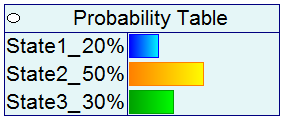 Probability Table
State1_20%
State2_50%
State3_30%